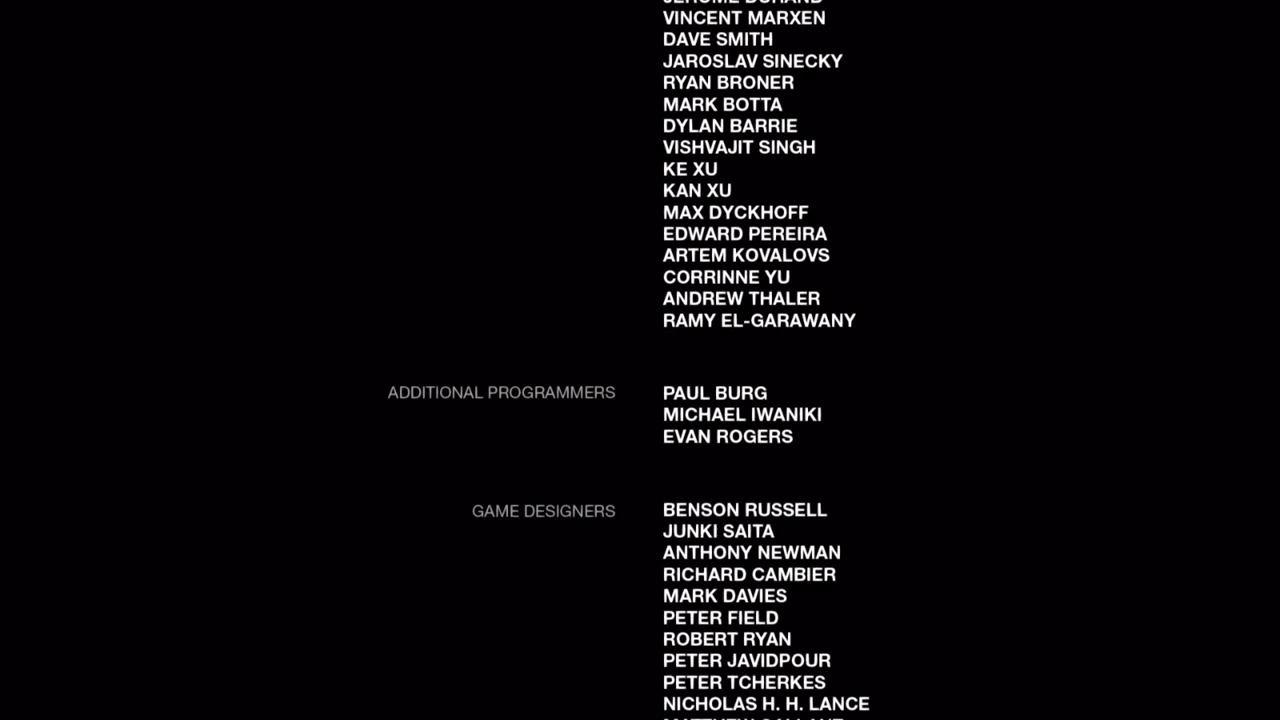 VINCENT MARXEN
DAVE SMITH
JAROSLAV SINECKY
RYAN BRONER
MARK BOTTA
DYLAN BARRIE
VISHVAJIT SINGH
KE XU
KAN XU
MAX DYCKHOFF
EDWARD PEREIRA
ARTEM KOVALOVS
CORRINNE YU
ANDREW THALER
RAMY EL-GARAWANY
ADDITIONAL PROGRAMMERS PAUL BURG
MICHAEL IWANIKI
EVAN ROGERS
GAME DESIGNERS BENSON RUSSELL
JUNKI SAITA
ANTHONY NEWMAN
RICHARD CAMBIER
MARK DAVIES
PETER FIELD
ROBERT RYAN
PETER JAVIDPOUR
PETER TCHERKES
NICHOLAS H. H. LANCE